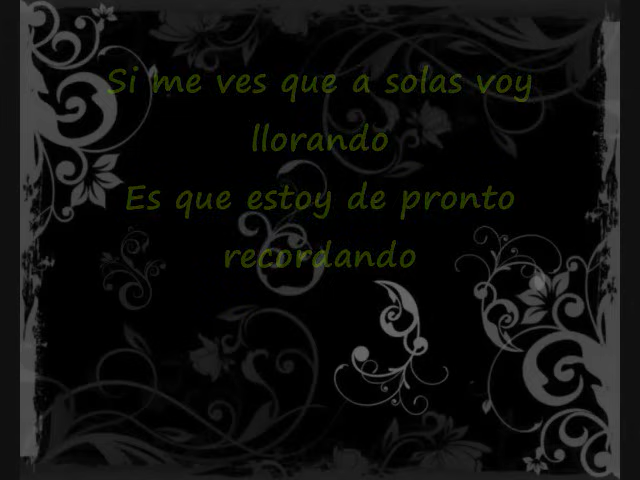 Si me ves que a solas voy
llorando
Es que estoy de pronto
recordando